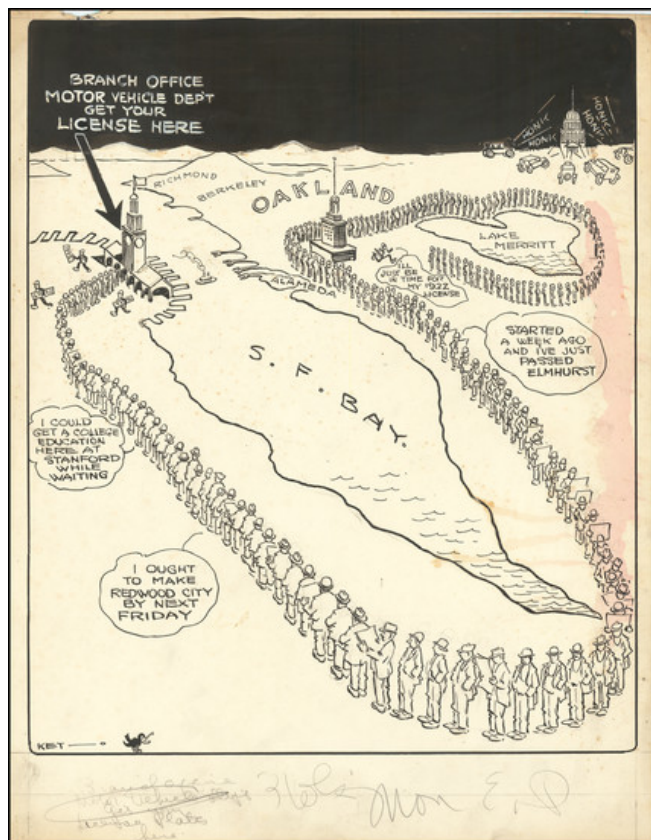 BRANCH OFFICE
MOTOR VEHICLE DEP'T
GET YOUR
LICENSE HERE
HONK
HONK
HONK-
HONK-
RICHMOND
BERKELEY
OAKLAND
LAKE
MERRITT
I'LL
JUST BE
IN TIME FOR
MY 1922
LICENSE
ALAMEDA
STARTED
A WEEK AGO
AND I'VE JUST
PASSED
ELMHURST
S. F. BAY.
I COULD
GET A COLLEGE
EDUCATION
HERE AT
STANFORD
WHILE
WAITING
I OUGHT
TO MAKE
REDWOOD CITY
BY NEXT
FRIDAY
KET
Mon